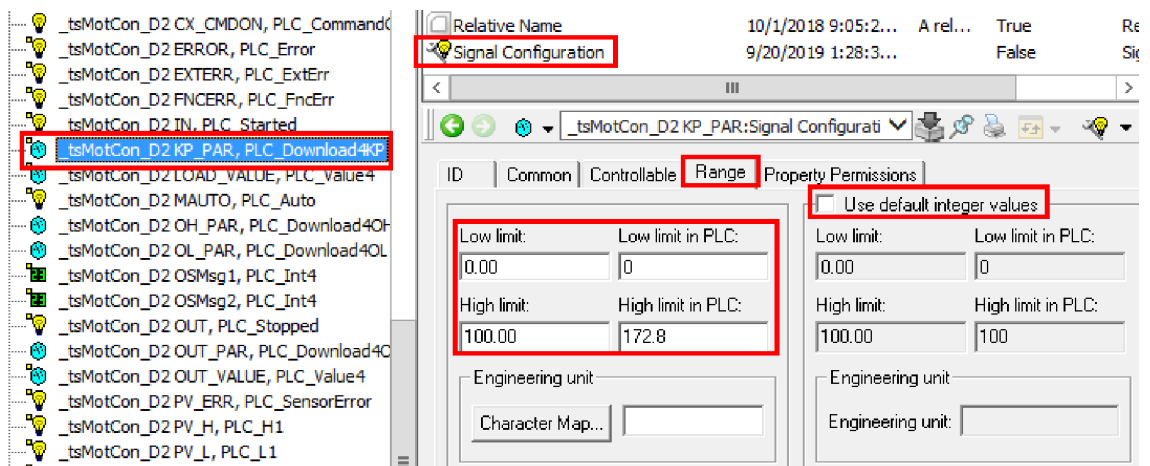 _tsMotCon_D2 CX_CMDON, PLC_CommandO
_tsMotCon_D2 ERROR, PLC_Error
_tsMotCon_D2 EXTERR, PLC_ExtErr
_tsMotCon_D2 FNCERR, PLC_FncErr
_tsMotCon_D2 IN, PLC_Started
_tsMotCon_D2 KP_PAR, PLC_Download4KP
_tsMotCon_D2 LOAD_VALUE, PLC_Value4
_tsMotCon_D2 MAUTO, PLC_Auto
_tsMotCon_D2 OH_PAR, PLC_Download4OH
_tsMotCon_D2 OL_PAR, PLC_Download4OL
_tsMotCon_D2 OSMsg1, PLC_Int4
_tsMotCon_D2 OSMsg2, PLC_Int4
_tsMotCon_D2 OUT, PLC_Stopped
_tsMotCon_D2 OUT_PAR, PLC_Download4O
_tsMotCon_D2 OUT_VALUE, PLC_Value4
_tsMotCon_D2 PV_ERR, PLC_SensorError
_tsMotCon_D2 PV_H, PLC_H1
_tsMotCon_D2 PV_L, PLC_L1
Relative Name 10/1/2018 9:05:2... A rel... True Re
Signal Configuration 9/20/2019 1:28:3... False Sig
_tsMotCon_D2 KP_PAR:Signal Configurati
ID Common Controllable Range Property Permissions
Use default integer values
Low limit: Low limit in PLC: Low limit: Low limit in PLC:
0.00 0 0.00 0
High limit: High limit in PLC: High limit: High limit in PLC:
100.00 172.8 100.00 100
Engineering unit Engineering unit
Character Map... Engineering unit: